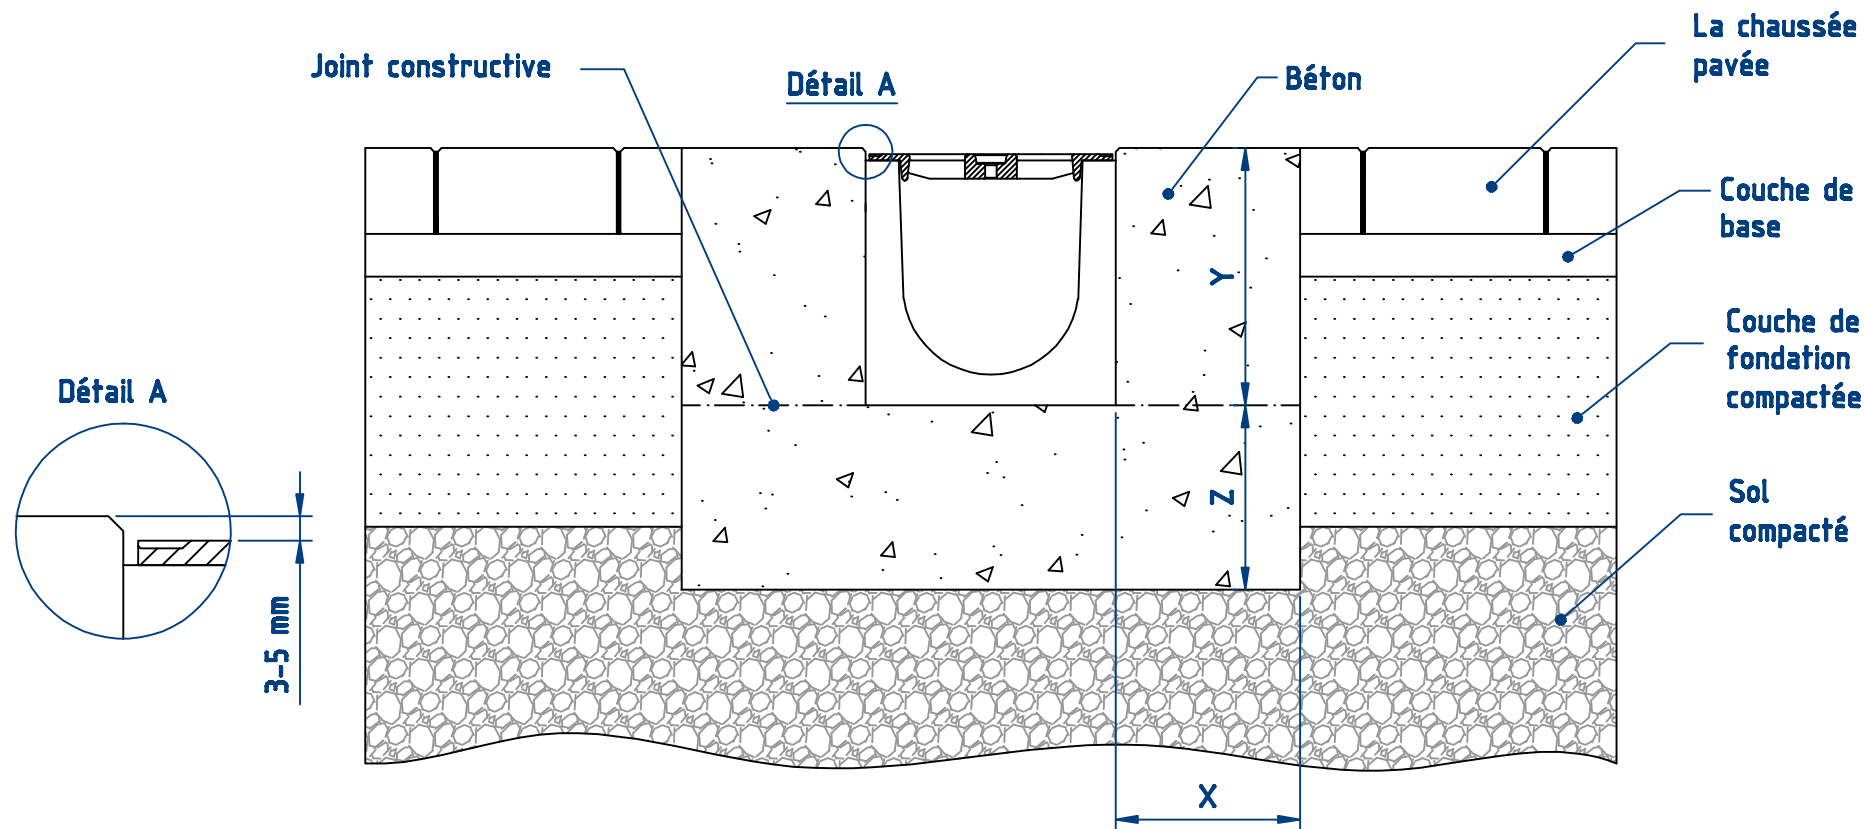 La chaussée
pavée
Joint constructive
Détail A
Béton
Couche de
base
Y
Couche de
fondation
compactée
Détail A
Z
Sol
compacté
3-5 mm
X